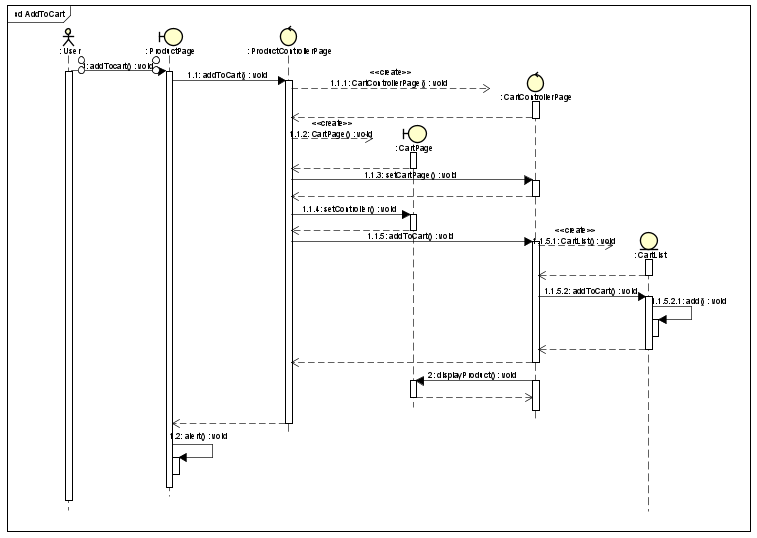 sd AddToCart
: User
: ProductPage
: ProductControllerPage
: addTocart() : void
1.1: addToCart() : void
<<create>>
1.1.1: CartControllerPage() : void
: CartControllerPage
<<create>>
1.1.2: CartPage() : void
: CartPage
1.1.3: setCartPage() : void
1.1.4: setController() : void
1.1.5: addToCart() : void
<<create>>
1.1.5.1: CartList() : void
: CartList
1.1.5.2: addToCart() : void
1.1.5.2.1: add() : void
2: displayProduct() : void
1.2: alert() : void